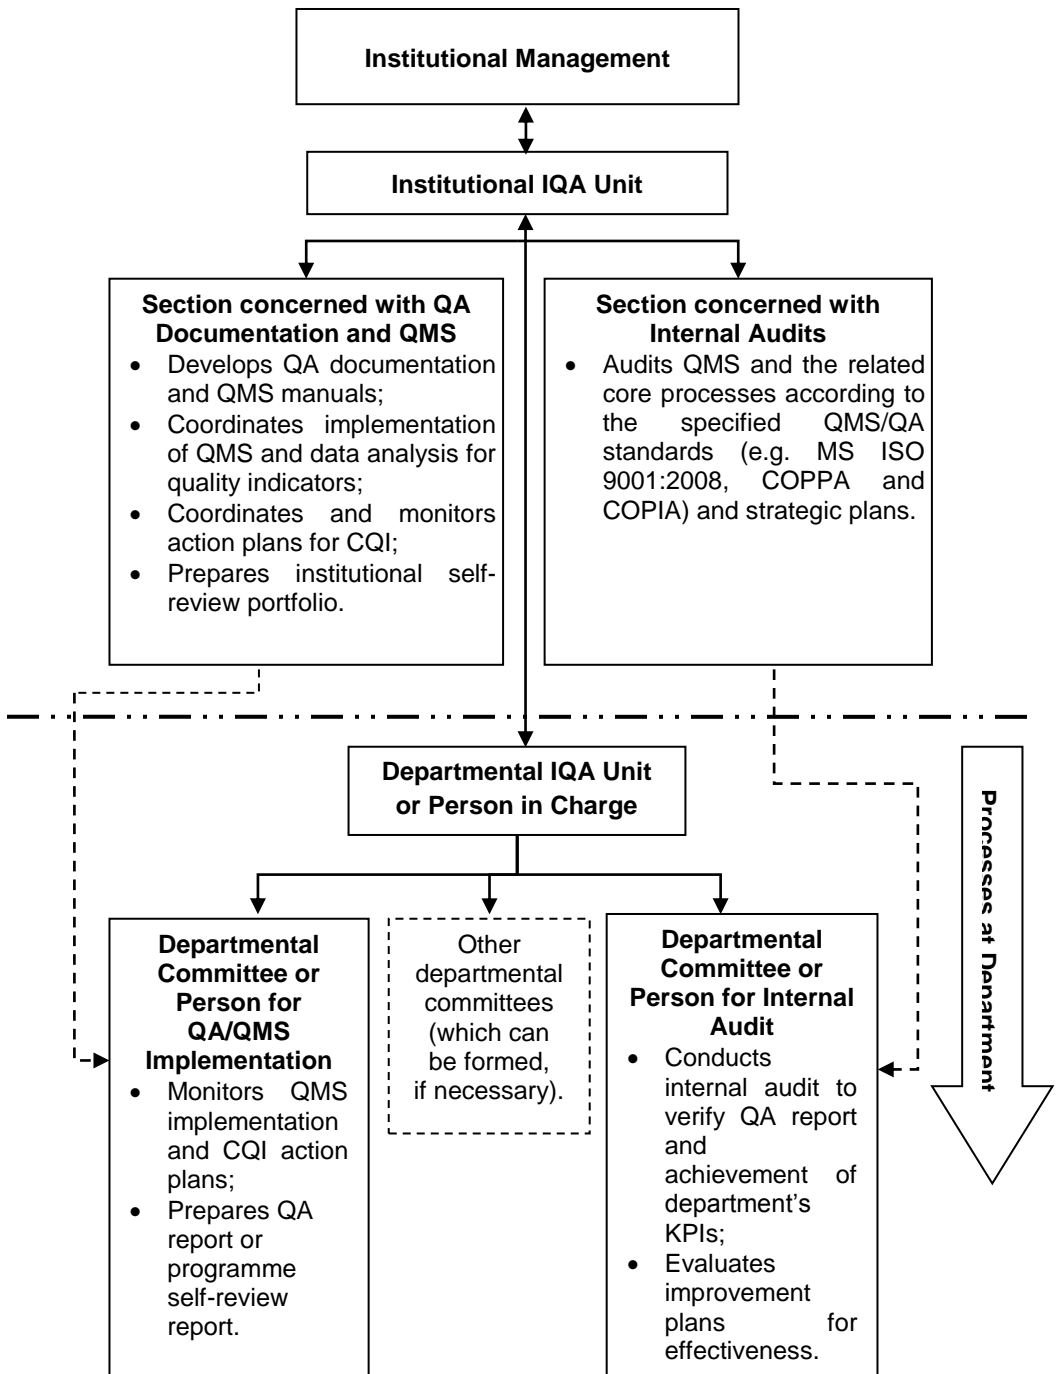 Institutional Management
Institutional IQA Unit
Section concerned with QA
Documentation and QMS
• Develops QA documentation
and QMS manuals;
• Coordinates implementation
of QMS and data analysis for
quality indicators;
• Coordinates and monitors
action plans for CQI;
• Prepares institutional self-
review portfolio.
Section concerned with
Internal Audits
• Audits QMS and the related
core processes according to
the specified QMS/QA
standards (e.g. MS ISO
9001:2008, COPPA and
COPIA) and strategic plans.
Departmental IQA Unit
or Person in Charge
Processes at Department
Departmental
Committee or
Person for
QA/QMS
Implementation
• Monitors QMS
implementation
and CQI action
plans;
• Prepares QA
report or
programme
self-review
report.
Other
departmental
committees
(which can
be formed,
if necessary).
Departmental
Committee or
Person for Internal
Audit
• Conducts
internal audit to
verify QA report
and
achievement of
department's
KPIs;
• Evaluates
improvement
plans for
effectiveness.